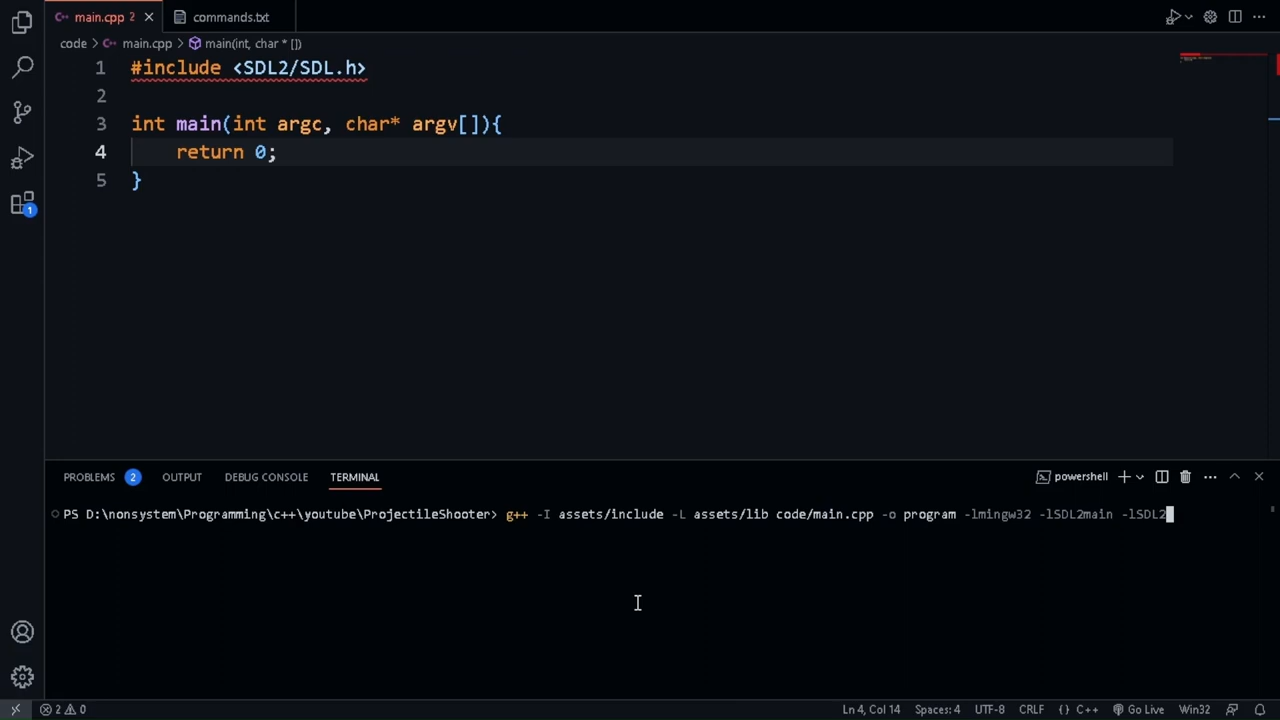 main.cpp 2
commands.txt
code > main.cpp > main(int, char * [])
1 #include <SDL2/SDL.h>
2
3 int main(int argc, char* argv[]){
4     return 0;
5 }
1
PROBLEMS 2 OUTPUT DEBUG CONSOLE TERMINAL powershell
PS D:\nonsystem\Programming\c++\youtube\ProjectileShooter> g++ -I assets/include -L assets/lib code/main.cpp -o program -lmingw32 -lSDL2main -lSDL2
2 0 Ln 4, Col 14 Spaces: 4 UTF-8 CRLF {} C++ Go Live Win32